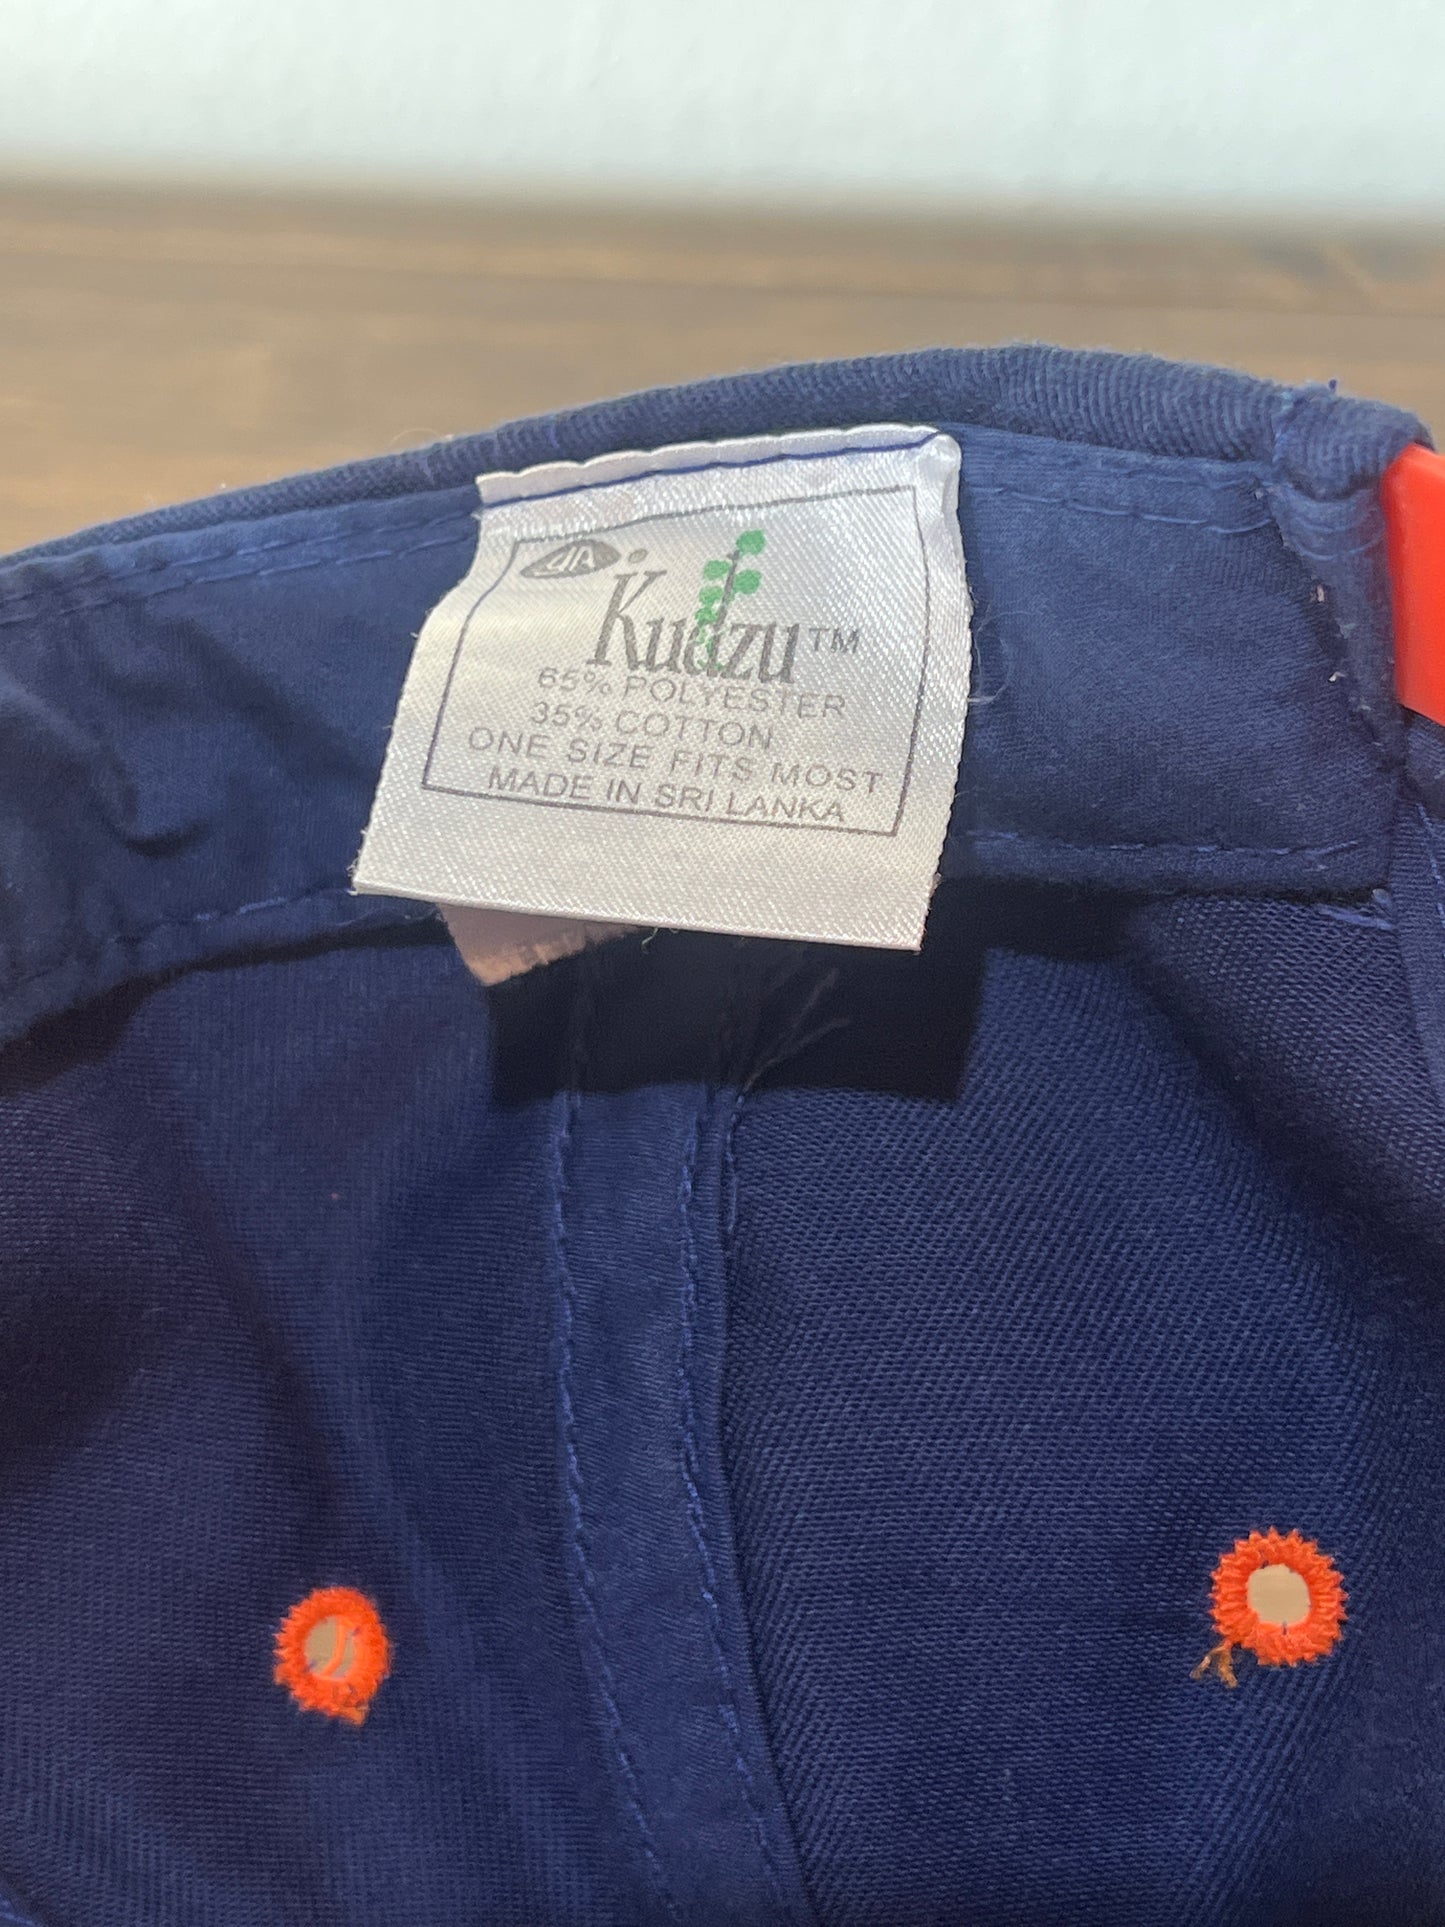 Kudzu™
65% POLYESTER
35% COTTON
ONE SIZE FITS MOST
MADE IN SRI LANKA